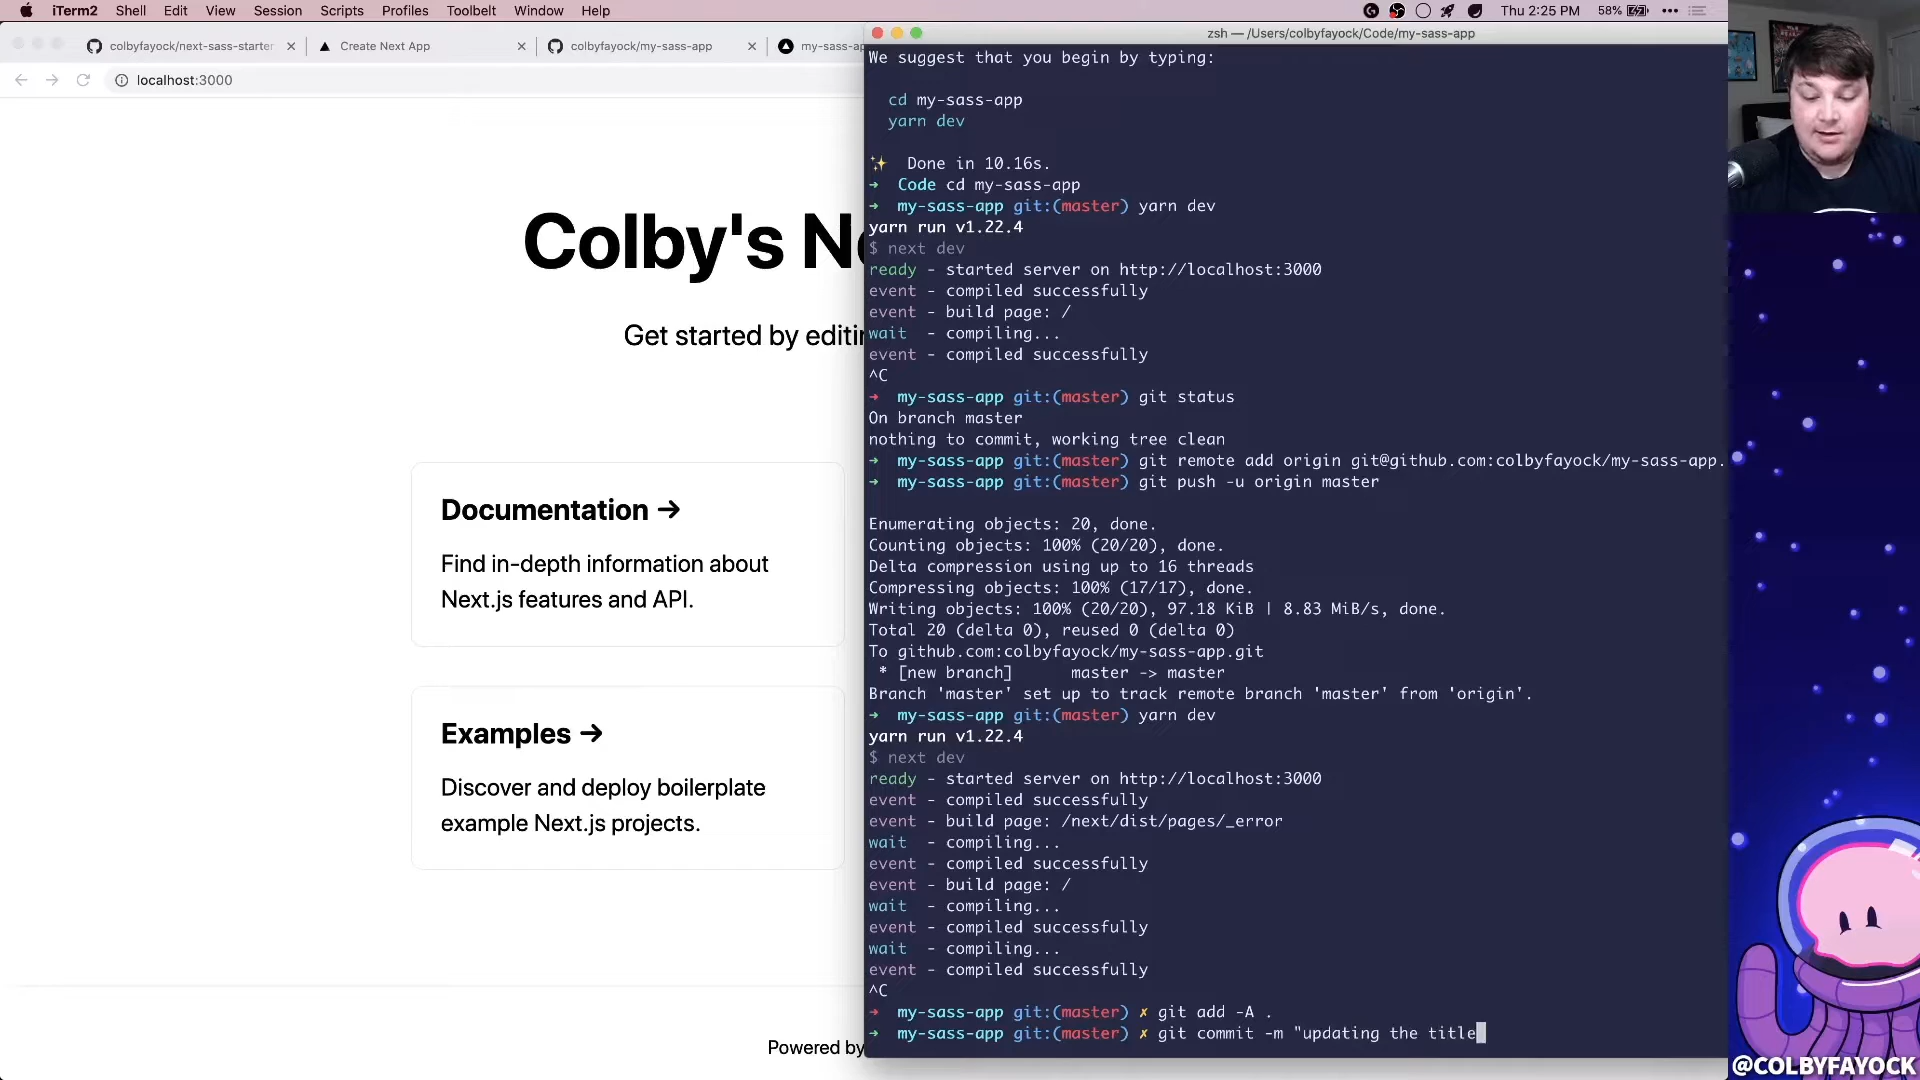 iTerm2 Shell Edit View Session Scripts Profiles Toolbelt Window Help Thu 2:25 PM 58%
colbyfayock/next-sass-starter Create Next App colbyfayock/my-sass-app my-sass-ap
localhost:3000
Colby's Ne
Get started by editin
Documentation →
Find in-depth information about
Next.js features and API.
Examples →
Discover and deploy boilerplate
example Next.js projects.
Powered by
zsh — /Users/colbyfayock/Code/my-sass-app
We suggest that you begin by typing:
cd my-sass-app
yarn dev
✨ Done in 10.16s.
➜ Code cd my-sass-app
➜ my-sass-app git:(master) yarn dev
yarn run v1.22.4
$ next dev
ready - started server on http://localhost:3000
event - compiled successfully
event - build page: /
wait - compiling...
event - compiled successfully
^C
➜ my-sass-app git:(master) git status
On branch master
nothing to commit, working tree clean
➜ my-sass-app git:(master) git remote add origin git@github.com:colbyfayock/my-sass-app.
➜ my-sass-app git:(master) git push -u origin master
Enumerating objects: 20, done.
Counting objects: 100% (20/20), done.
Delta compression using up to 16 threads
Compressing objects: 100% (17/17), done.
Writing objects: 100% (20/20), 97.18 KiB | 8.83 MiB/s, done.
Total 20 (delta 0), reused 0 (delta 0)
To github.com:colbyfayock/my-sass-app.git
* [new branch] master -> master
Branch 'master' set up to track remote branch 'master' from 'origin'.
➜ my-sass-app git:(master) yarn dev
yarn run v1.22.4
$ next dev
ready - started server on http://localhost:3000
event - compiled successfully
event - build page: /next/dist/pages/_error
wait - compiling...
event - compiled successfully
event - build page: /
wait - compiling...
event - compiled successfully
wait - compiling...
event - compiled successfully
^C
➜ my-sass-app git:(master) ✗ git add -A .
➜ my-sass-app git:(master) ✗ git commit -m "updating the title
@COLBYFAYOCK